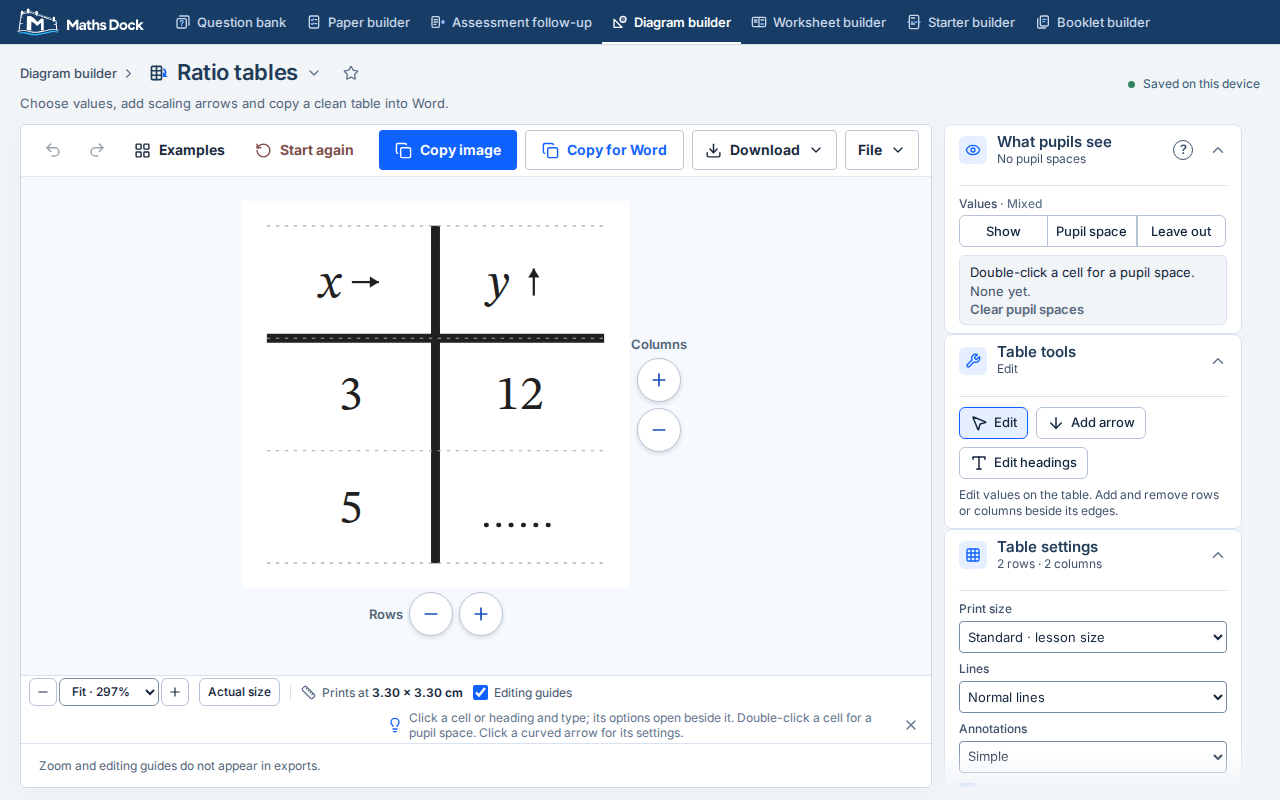 Maths Dock
Question bank
Paper builder
Assessment follow-up
Diagram builder
Worksheet builder
Starter builder
Booklet builder
Diagram builder
Ratio tables
Saved on this device
Choose values, add scaling arrows and copy a clean table into Word.
Examples
Start again
Copy image
Copy for Word
Download
File
x →
y ↑
3
12
5
......
Columns
+
−
Rows
−
+
−
Fit · 297%
+
Actual size
Prints at 3.30 × 3.30 cm
Editing guides
Click a cell or heading and type; its options open beside it. Double-click a cell for a
pupil space. Click a curved arrow for its settings.
Zoom and editing guides do not appear in exports.
What pupils see
No pupil spaces
?
Values · Mixed
Show
Pupil space
Leave out
Double-click a cell for a pupil space.
None yet.
Clear pupil spaces
Table tools
Edit
Edit
Add arrow
Edit headings
Edit values on the table. Add and remove rows
or columns beside its edges.
Table settings
2 rows · 2 columns
Print size
Standard · lesson size
Lines
Normal lines
Annotations
Simple